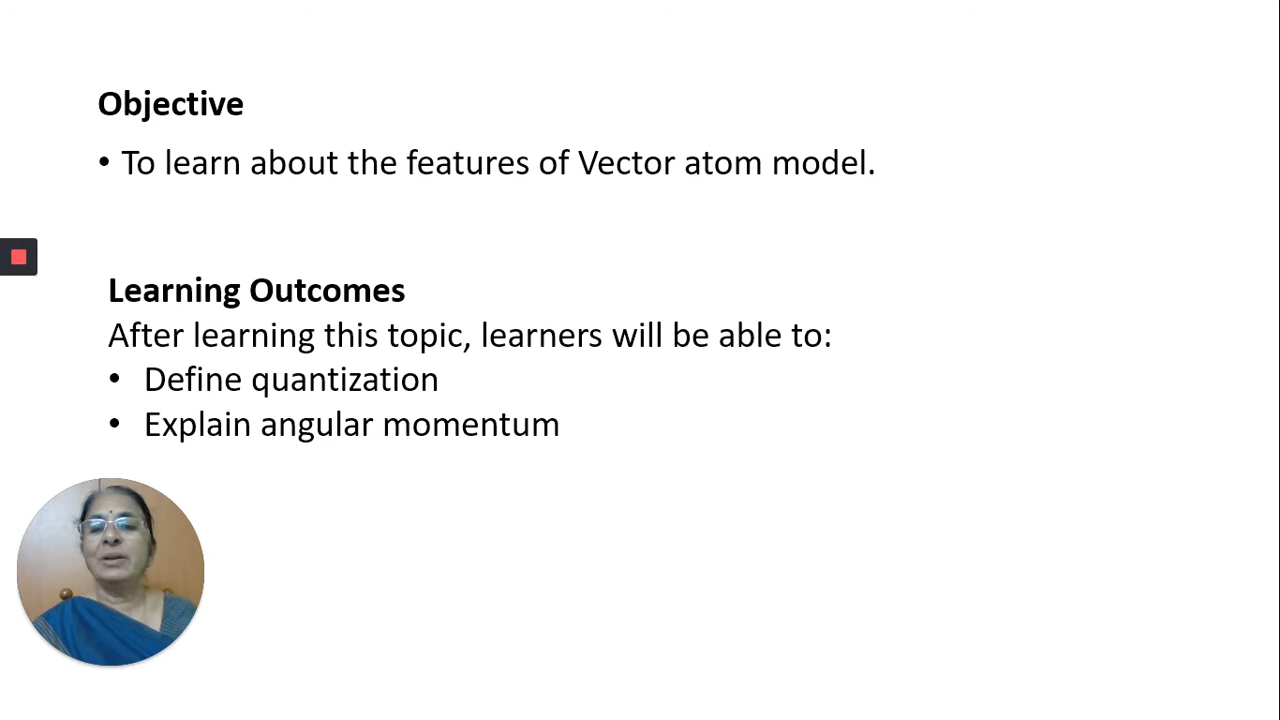 Objective
• To learn about the features of Vector atom model.
Learning Outcomes
After learning this topic, learners will be able to:
• Define quantization
• Explain angular momentum